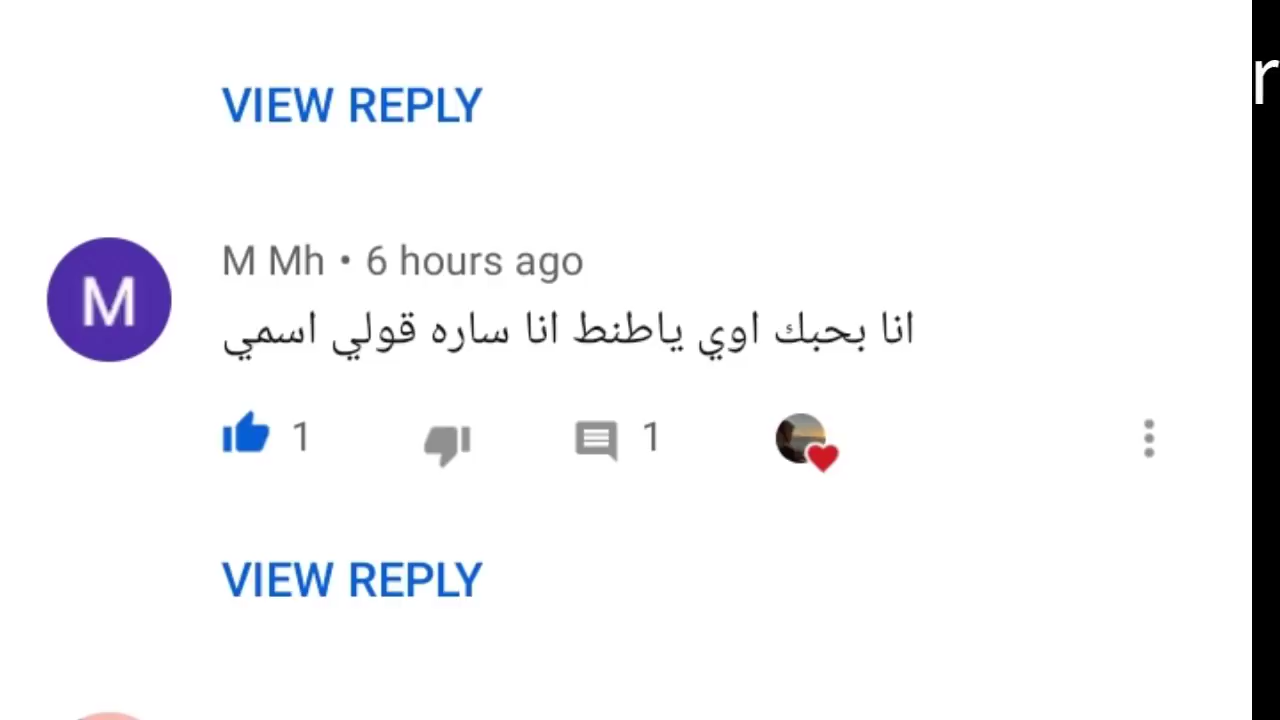 VIEW REPLY
r
M
M Mh • 6 hours ago
انا بحبك اوي ياطنط انا ساره قولي اسمي
1
1
VIEW REPLY